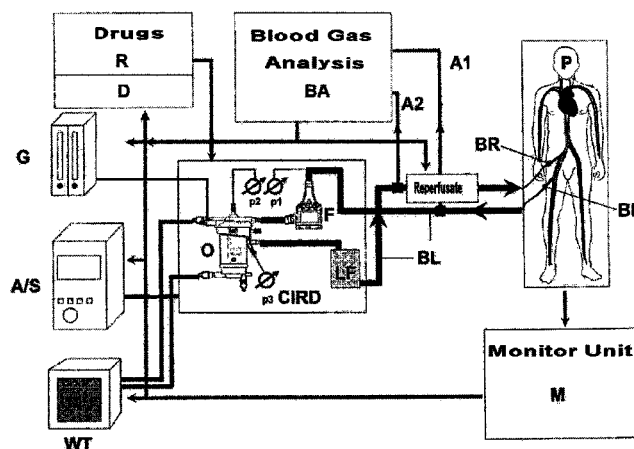 Drugs
R
D
Blood Gas
Analysis
BA
A1
A2
P
G
BR
Reperfusate
p2
p1
F
O
BL
LF
A/S
p3
CIRD
Monitor Unit
M
WT